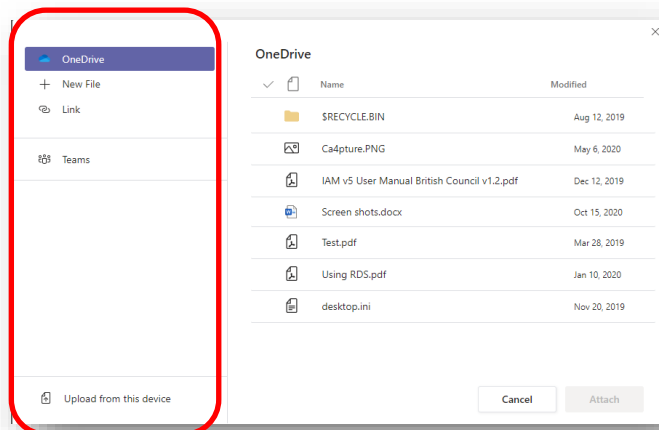 OneDrive
New File
Link
Teams
Upload from this device
OneDrive
Name Modified
$RECYCLE.BIN Aug 12, 2019
Ca4pture.PNG May 6, 2020
IAM v5 User Manual British Council v1.2.pdf Dec 12, 2019
Screen shots.docx Oct 15, 2020
Test.pdf Mar 28, 2019
Using RDS.pdf Jan 10, 2020
desktop.ini Nov 20, 2019
Cancel Attach